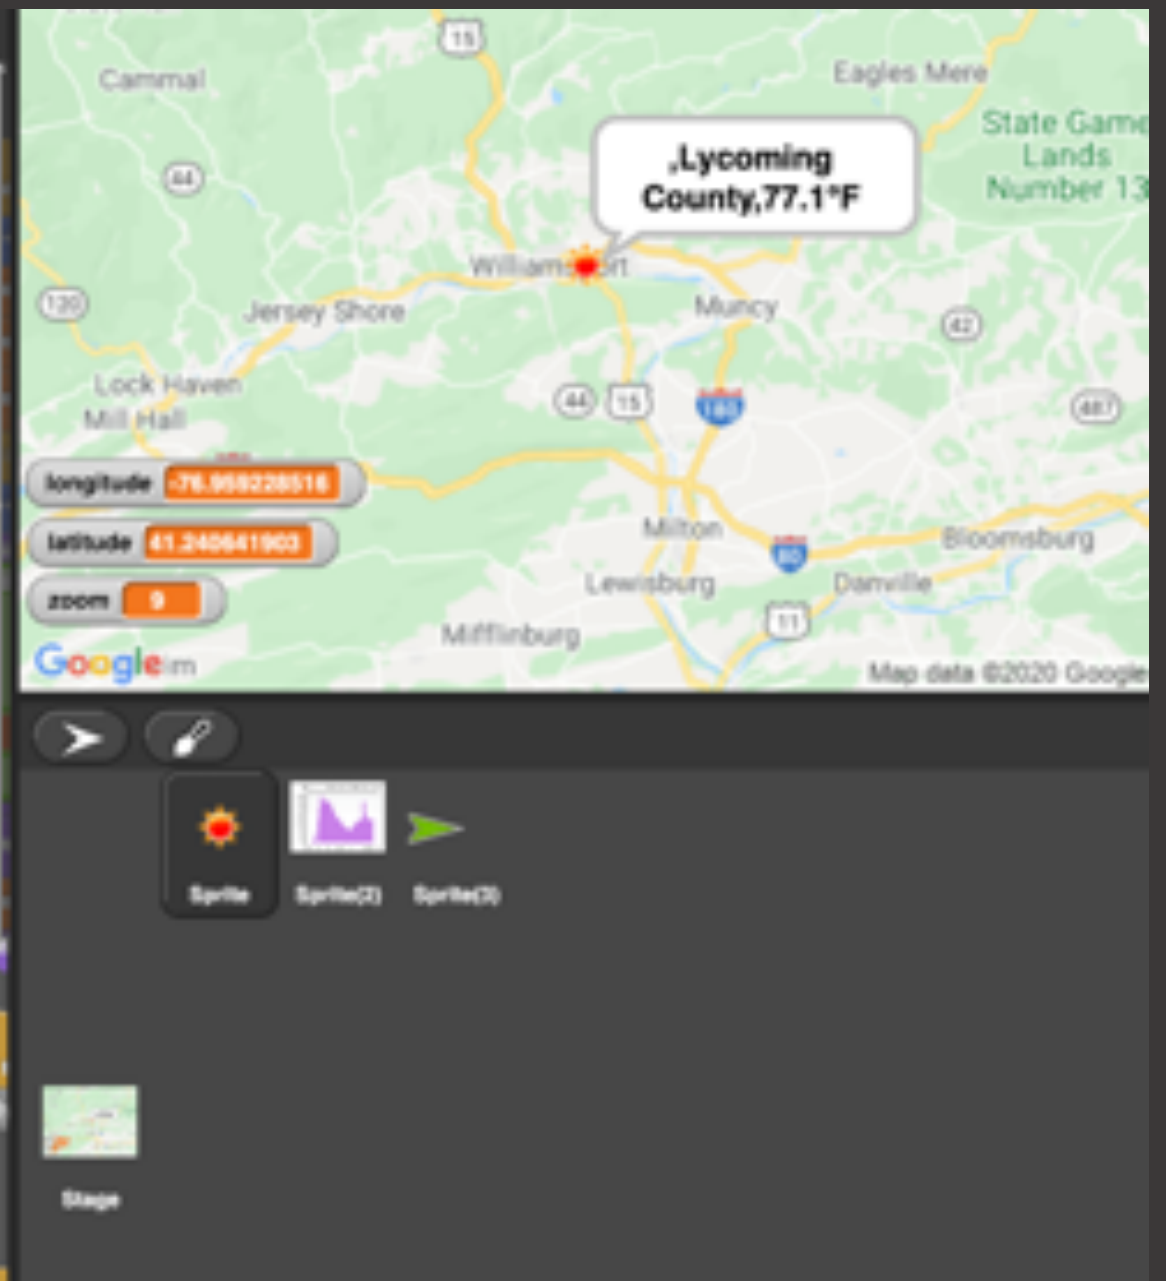 15
Cammal
Eagles Mere
State Game
Lands
Number 13
44
,Lycoming
County,77.1°F
120
Jersey Shore
Muncy
42
Lock Haven
Mill Hall
44
15
180
487
longitude -76.959228516
latitude 41.240641903
zoom 9
Milton
80
Bloomsburg
Lewisburg
Danville
11
Mifflinburg
Google
Map data ©2020 Google
Sprite
Sprite(2)
Sprite(3)
Stage